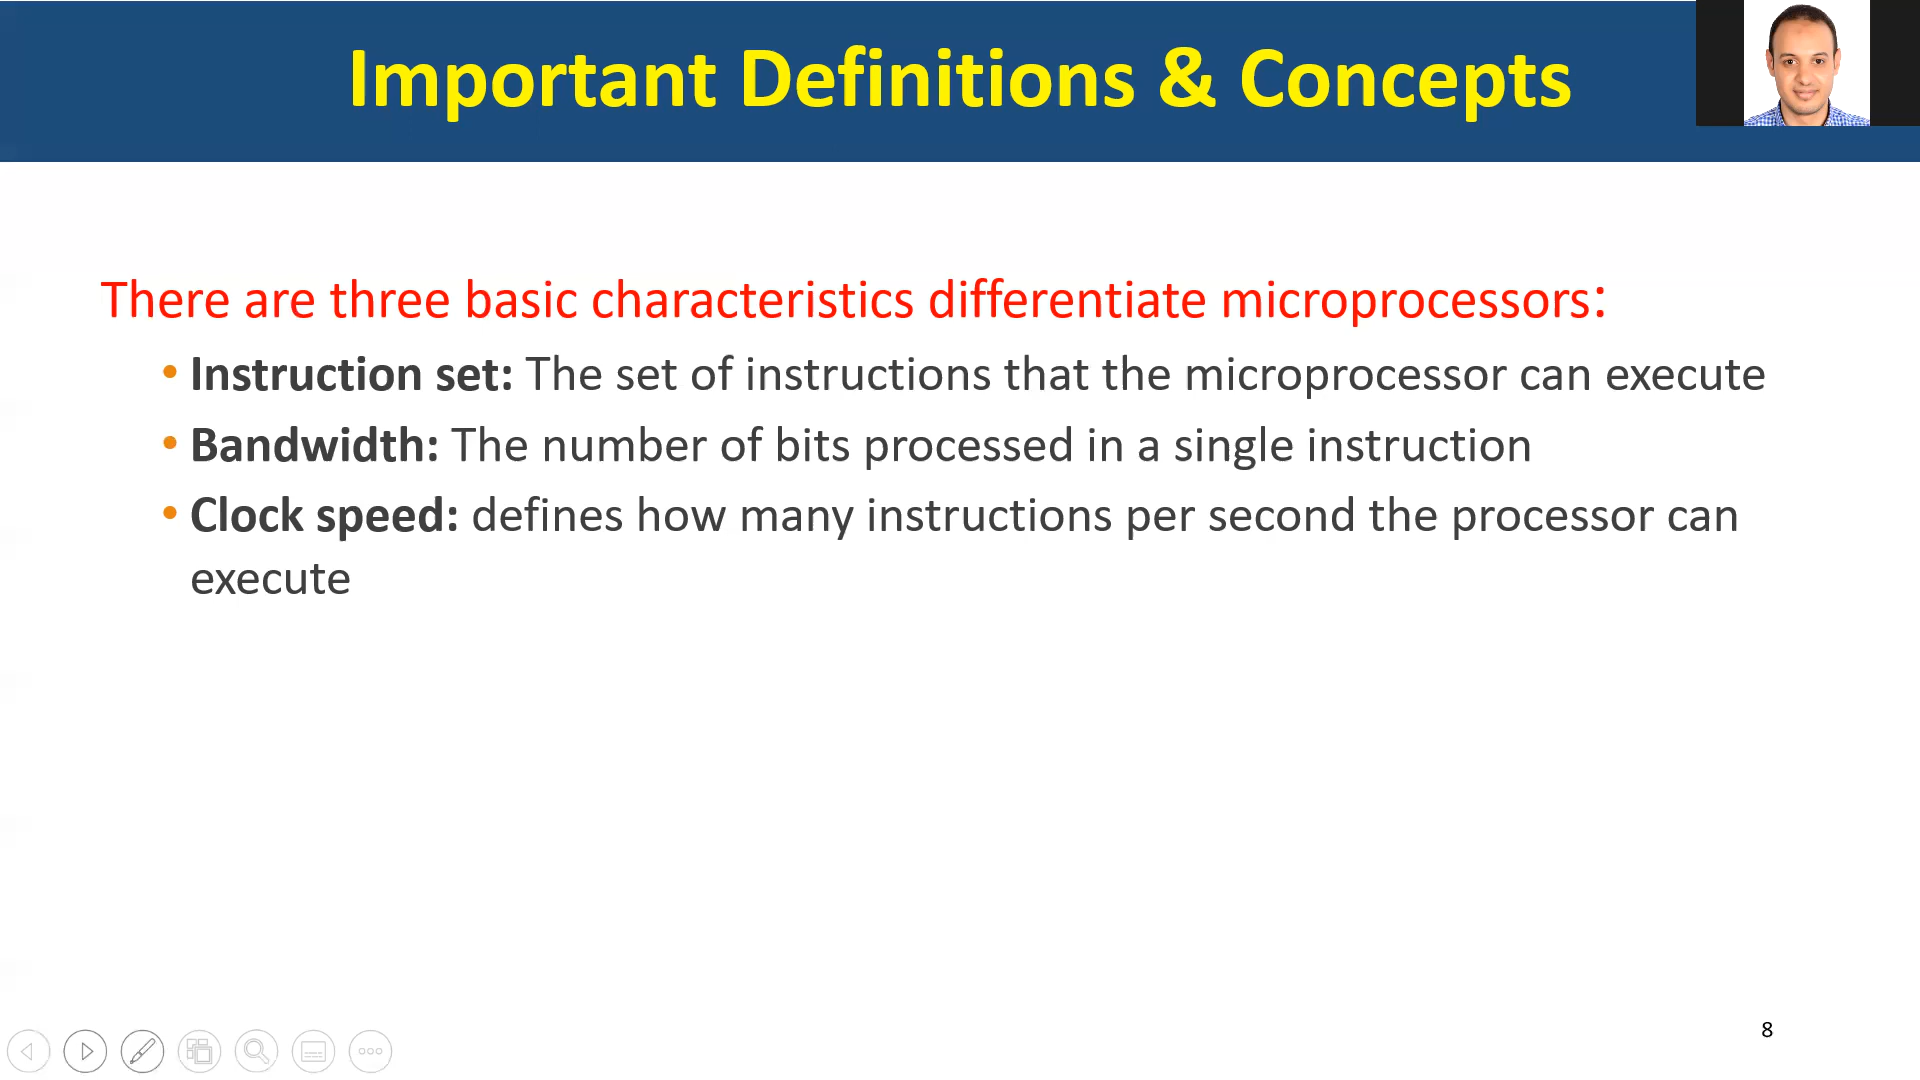 Important Definitions & Concepts
There are three basic characteristics differentiate microprocessors:
• Instruction set: The set of instructions that the microprocessor can execute
• Bandwidth: The number of bits processed in a single instruction
• Clock speed: defines how many instructions per second the processor can
execute
8